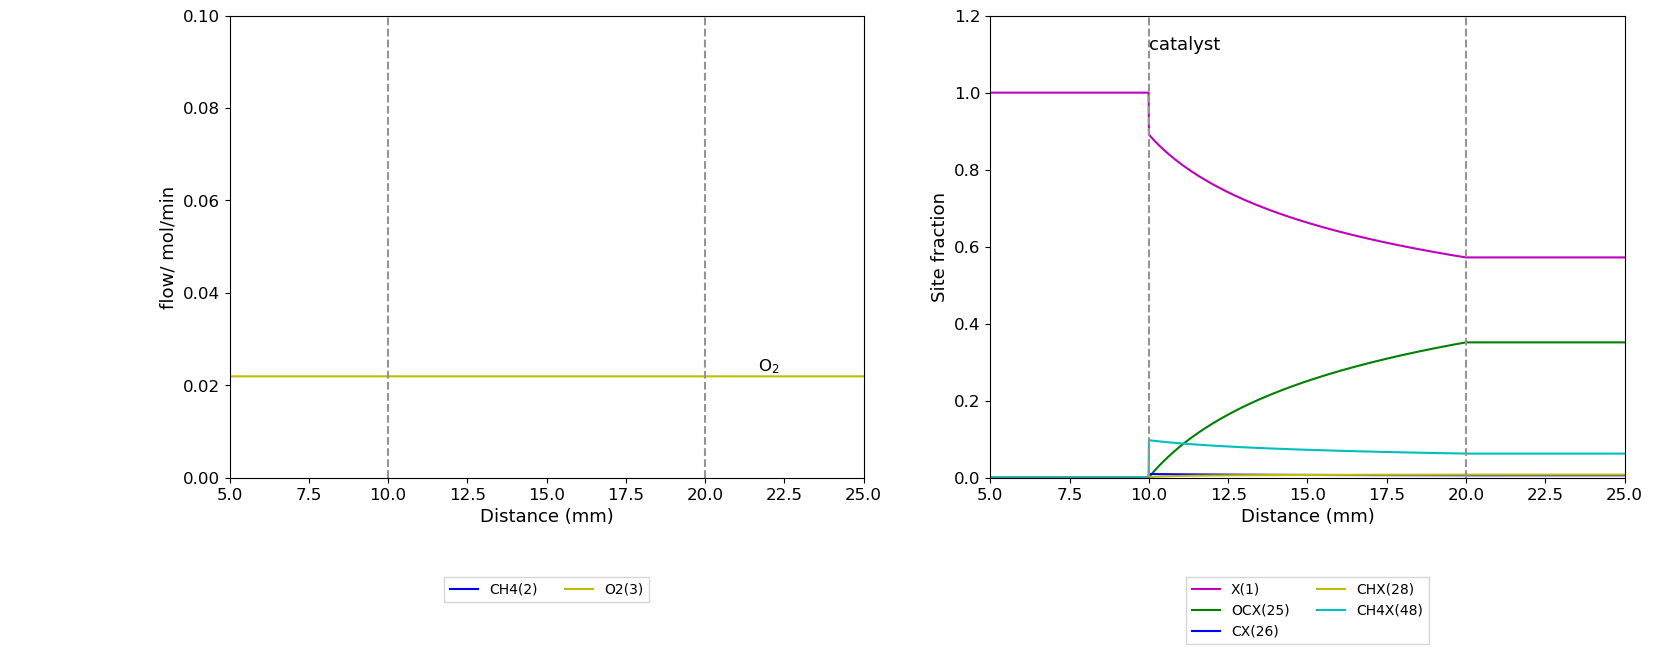 0.10
0.08
0.06
0.04
0.02
0.00
flow/ mol/min
O₂
5.0 7.5 10.0 12.5 15.0 17.5 20.0 22.5 25.0
Distance (mm)
CH4(2) O2(3)
1.2
1.0
0.8
0.6
0.4
0.2
0.0
Site fraction
catalyst
5.0 7.5 10.0 12.5 15.0 17.5 20.0 22.5 25.0
Distance (mm)
X(1) CHX(28)
OCX(25) CH4X(48)
CX(26)